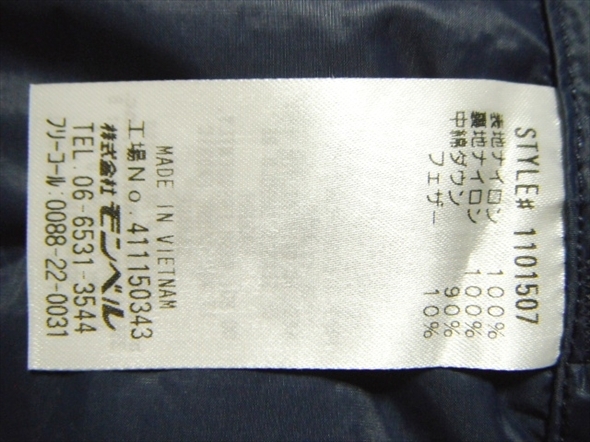 STYLE# 1101507
表地ナイロン 100%
裏地ナイロン 100%
中綿ダウン 90%
フェザー 10%
MADE IN VIETNAM
工場No. 411150343
株式会社 モンベル
TEL. 06-6531-3544
フリーコール. 0088-22-0031